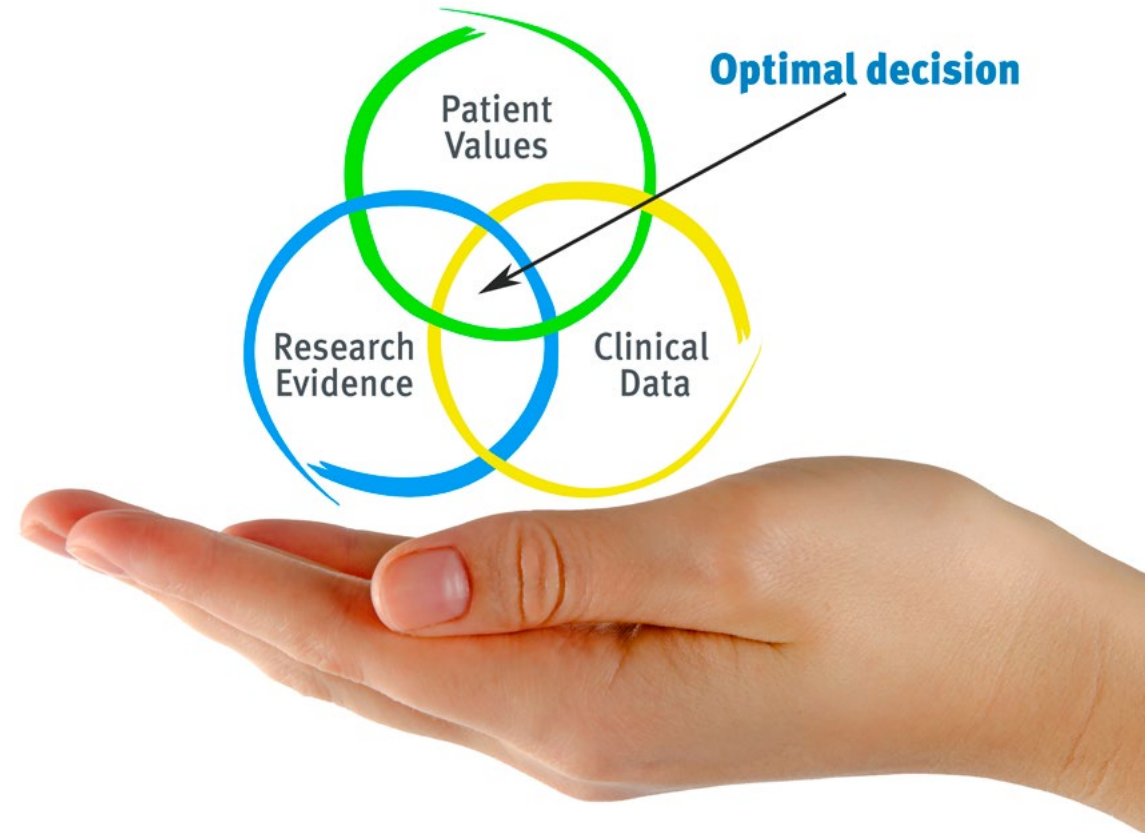 Optimal decision
Patient
Values
Research
Evidence
Clinical
Data